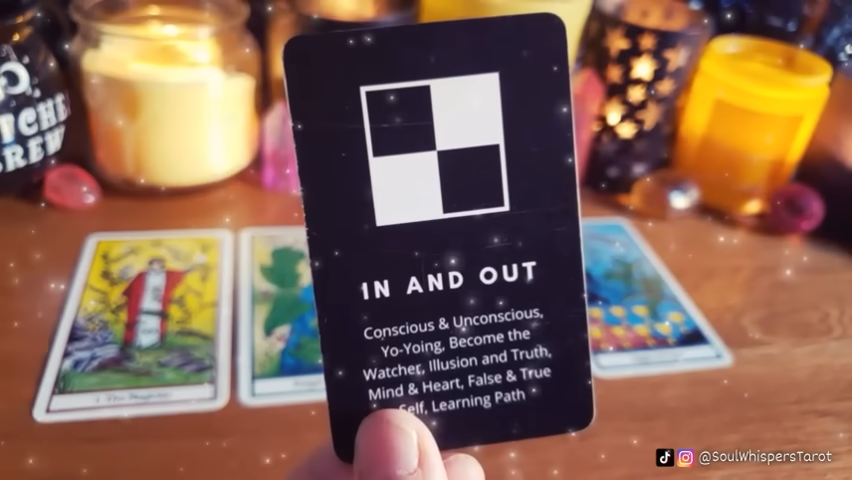 IN AND OUT
Conscious & Unconscious,
Yo-Yoing, Become the
Watcher, Illusion and Truth,
Mind & Heart, False & True
Self, Learning Path
BREW
@SoulWhispersTarot